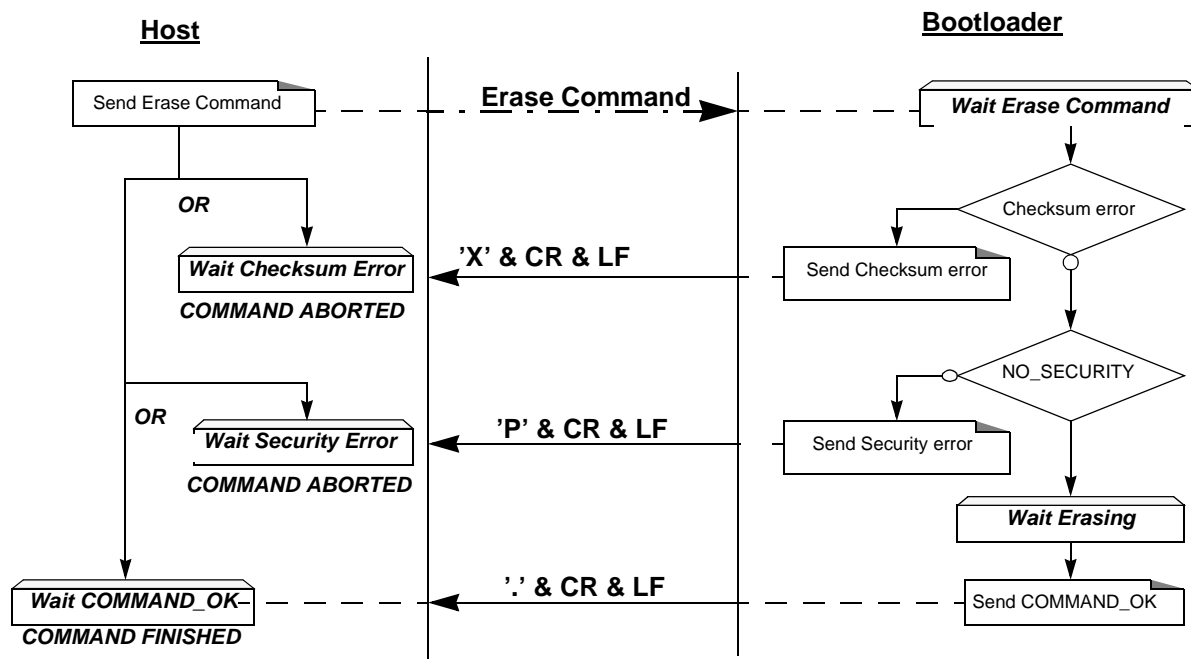 Host
Bootloader
Send Erase Command
Erase Command
Wait Erase Command
OR
Checksum error
Wait Checksum Error
’X’ & CR & LF
Send Checksum error
COMMAND ABORTED
NO_SECURITY
OR
Wait Security Error
’P’ & CR & LF
Send Security error
COMMAND ABORTED
Wait Erasing
Wait COMMAND_OK
’.’ & CR & LF
Send COMMAND_OK
COMMAND FINISHED